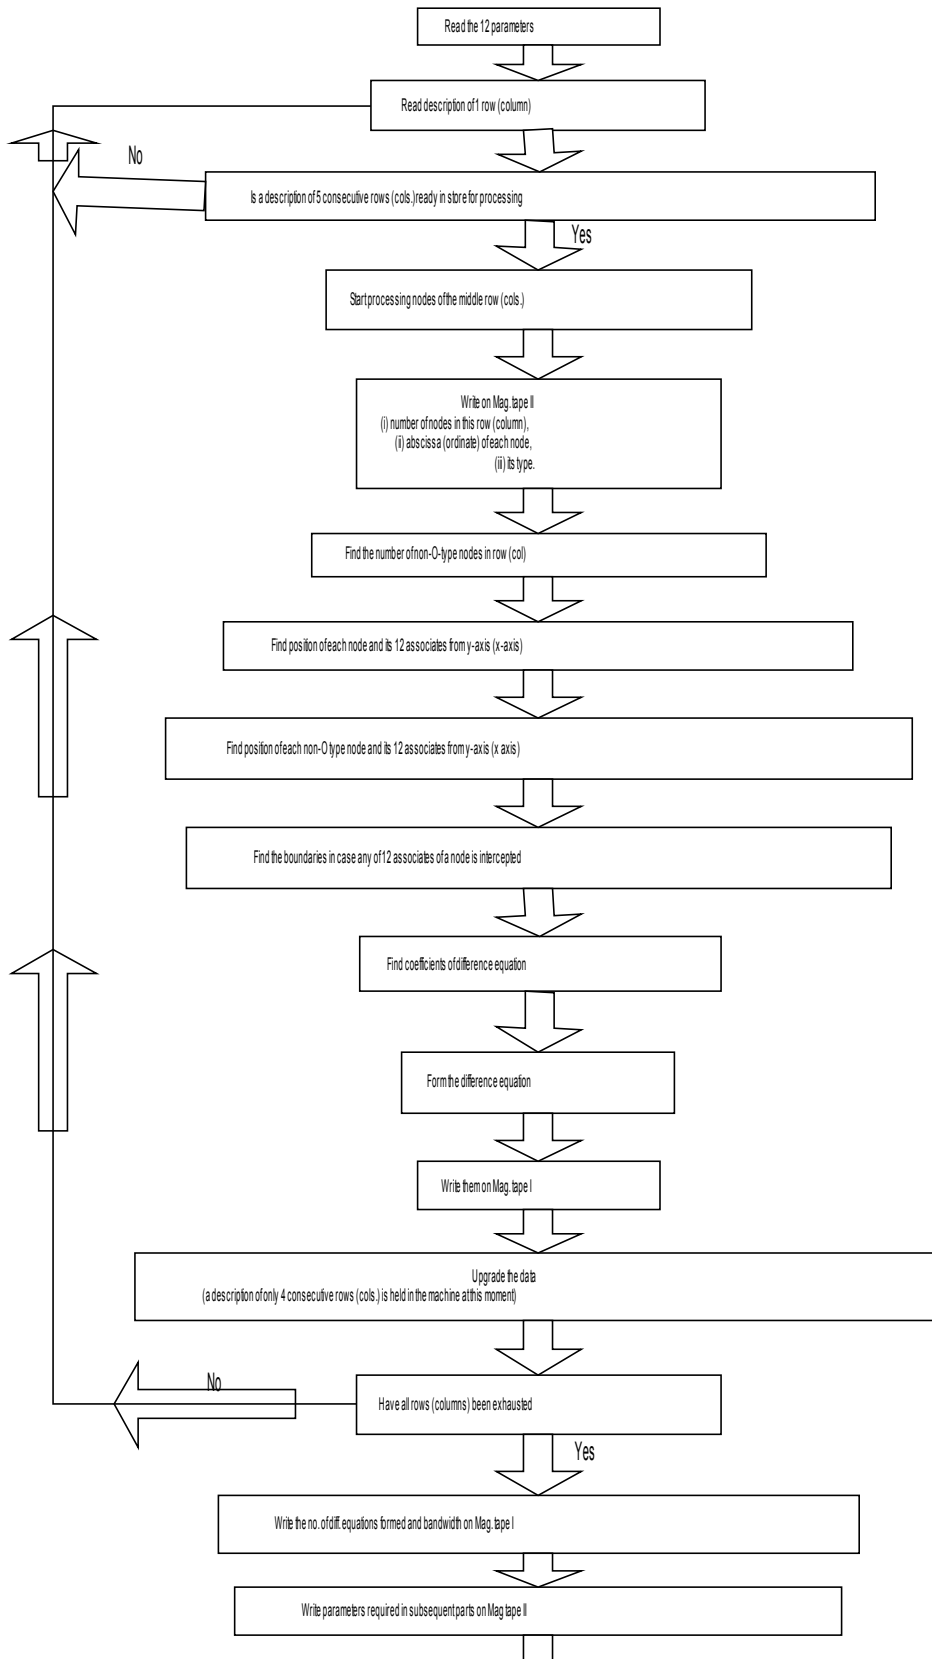 Read the 12 parameters
Read description of 1 row (column)
No
Is a description of 5 consecutive rows (cols.)ready in store for processing
Yes
Start processing nodes of the middle row (cols.)
Write on Mag. tape II
(i) number of nodes in this row (column),
(ii) abscissa (ordinate) of each node,
(iii) its type.
Find the number of non-O-type nodes in row (col)
Find position of each node and its 12 associates from y-axis (x-axis)
Find position of each non-O type node and its 12 associates from y-axis (x axis)
Find the boundaries in case any of 12 associates of a node is intercepted
Find coefficients of difference equation
Form the difference equation
Write them on Mag. tape I
Upgrade the data
(a description of only 4 consecutive rows (cols.) is held in the machine at this moment)
No
Have all rows (columns) been exhausted
Yes
Write the no. of diff. equations formed and bandwidth on Mag. tape I
Write parameters required in subsequent parts on Mag tape II